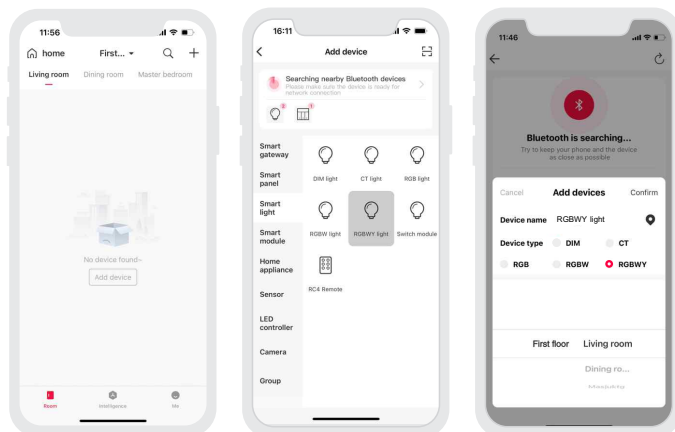 11:56
home First...
Living room Dining room Master bedroom
No device found~
Add device
Room Intelligence Me
16:11
Add device
Searching nearby Bluetooth devices
Please make sure the device is ready for
network connection
3 1
Smart
gateway
Smart
panel
Smart
light
Smart
module
Home
appliance
Sensor
LED
controller
Camera
Group
DIM light CT light RGB light
RGBW light RGBWY light Switch module
RC4 Remote
11:46
Bluetooth is searching...
Try to keep your phone and the device
as close as possible
Cancel Add devices Confirm
Device name RGBWY light
Device type DIM CT
RGB RGBW RGBWY
First floor Living room
Dining ro...